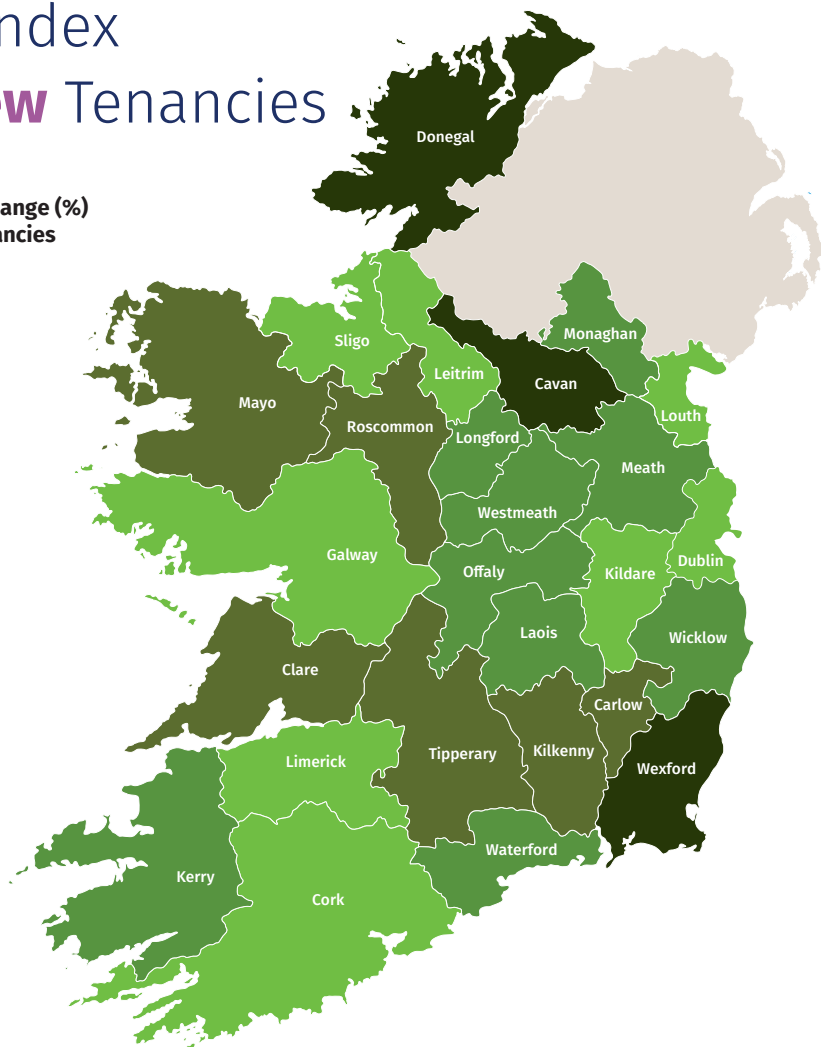 ndex
w Tenancies
ange (%)
ancies
Donegal
Monaghan
Sligo
Leitrim
Cavan
Mayo
Louth
Roscommon
Longford
Meath
Westmeath
Galway
Dublin
Offaly
Kildare
Laois
Wicklow
Clare
Carlow
Kilkenny
Tipperary
Limerick
Wexford
Waterford
Kerry
Cork